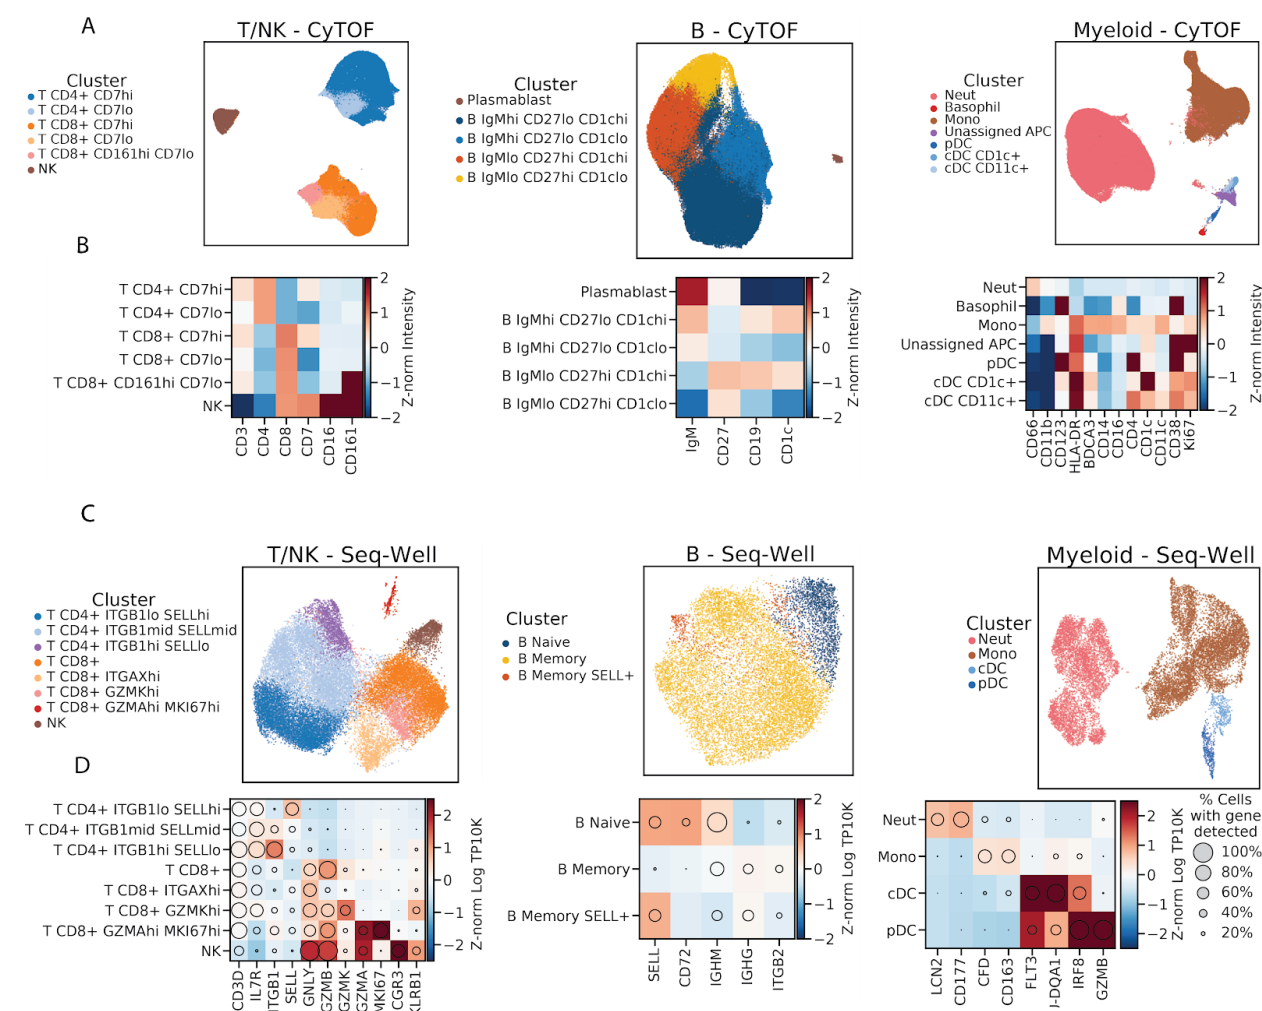 A
T/NK - CyTOF
Cluster
T CD4+ CD7hi
T CD4+ CD7lo
T CD8+ CD7hi
T CD8+ CD7lo
T CD8+ CD161hi CD7lo
NK
B - CyTOF
Cluster
Plasmablast
B IgMhi CD27lo CD1chi
B IgMhi CD27lo CD1clo
B IgMlo CD27hi CD1chi
B IgMlo CD27hi CD1clo
Myeloid - CyTOF
Cluster
Neut
Basophil
Mono
Unassigned APC
pDC
cDC CD1c+
cDC CD11c+
B
T CD4+ CD7hi
T CD4+ CD7lo
T CD8+ CD7hi
T CD8+ CD7lo
T CD8+ CD161hi CD7lo
NK
CD3
CD4
CD8
CD7
CD16
CD161
2
1
0
−1
−2
Z-norm Intensity
Plasmablast
B IgMhi CD27lo CD1chi
B IgMhi CD27lo CD1clo
B IgMlo CD27hi CD1chi
B IgMlo CD27hi CD1clo
IgM
CD27
CD19
CD1c
2
1
0
−1
−2
Z-norm Intensity
Neut
Basophil
Mono
Unassigned APC
pDC
cDC CD1c+
cDC CD11c+
CD66
CD11b
CD123
HLA-DR
BDCA3
CD14
CD16
CD4
CD1c
CD11c
CD38
Ki67
2
1
0
−1
−2
Z-norm Intensity
C
T/NK - Seq-Well
Cluster
T CD4+ ITGB1lo SELLhi
T CD4+ ITGB1mid SELLmid
T CD4+ ITGB1hi SELLlo
T CD8+
T CD8+ ITGAXhi
T CD8+ GZMKhi
T CD8+ GZMAhi MKI67hi
NK
B - Seq-Well
Cluster
B Naive
B Memory
B Memory SELL+
Myeloid - Seq-Well
Cluster
Neut
Mono
cDC
pDC
D
T CD4+ ITGB1lo SELLhi
T CD4+ ITGB1mid SELLmid
T CD4+ ITGB1hi SELLlo
T CD8+
T CD8+ ITGAXhi
T CD8+ GZMKhi
T CD8+ GZMAhi MKI67hi
NK
CD3D
IL7R
ITGB1
SELL
GNLY
GZMB
GZMK
GZMA
MKI67
CGR3
KLRB1
2
1
0
−1
−2
Z-norm Log TP10K
B Naive
B Memory
B Memory SELL+
SELL
CD72
IGHM
IGHG
ITGB2
2
1
0
−1
−2
Z-norm Log TP10K
Neut
Mono
cDC
pDC
LCN2
CD177
CFD
CD163
FLT3
-DQA1
IRF8
GZMB
2
1
0
−1
−2
Z-norm Log TP10K
% Cells
with gene
detected
100%
80%
60%
40%
20%